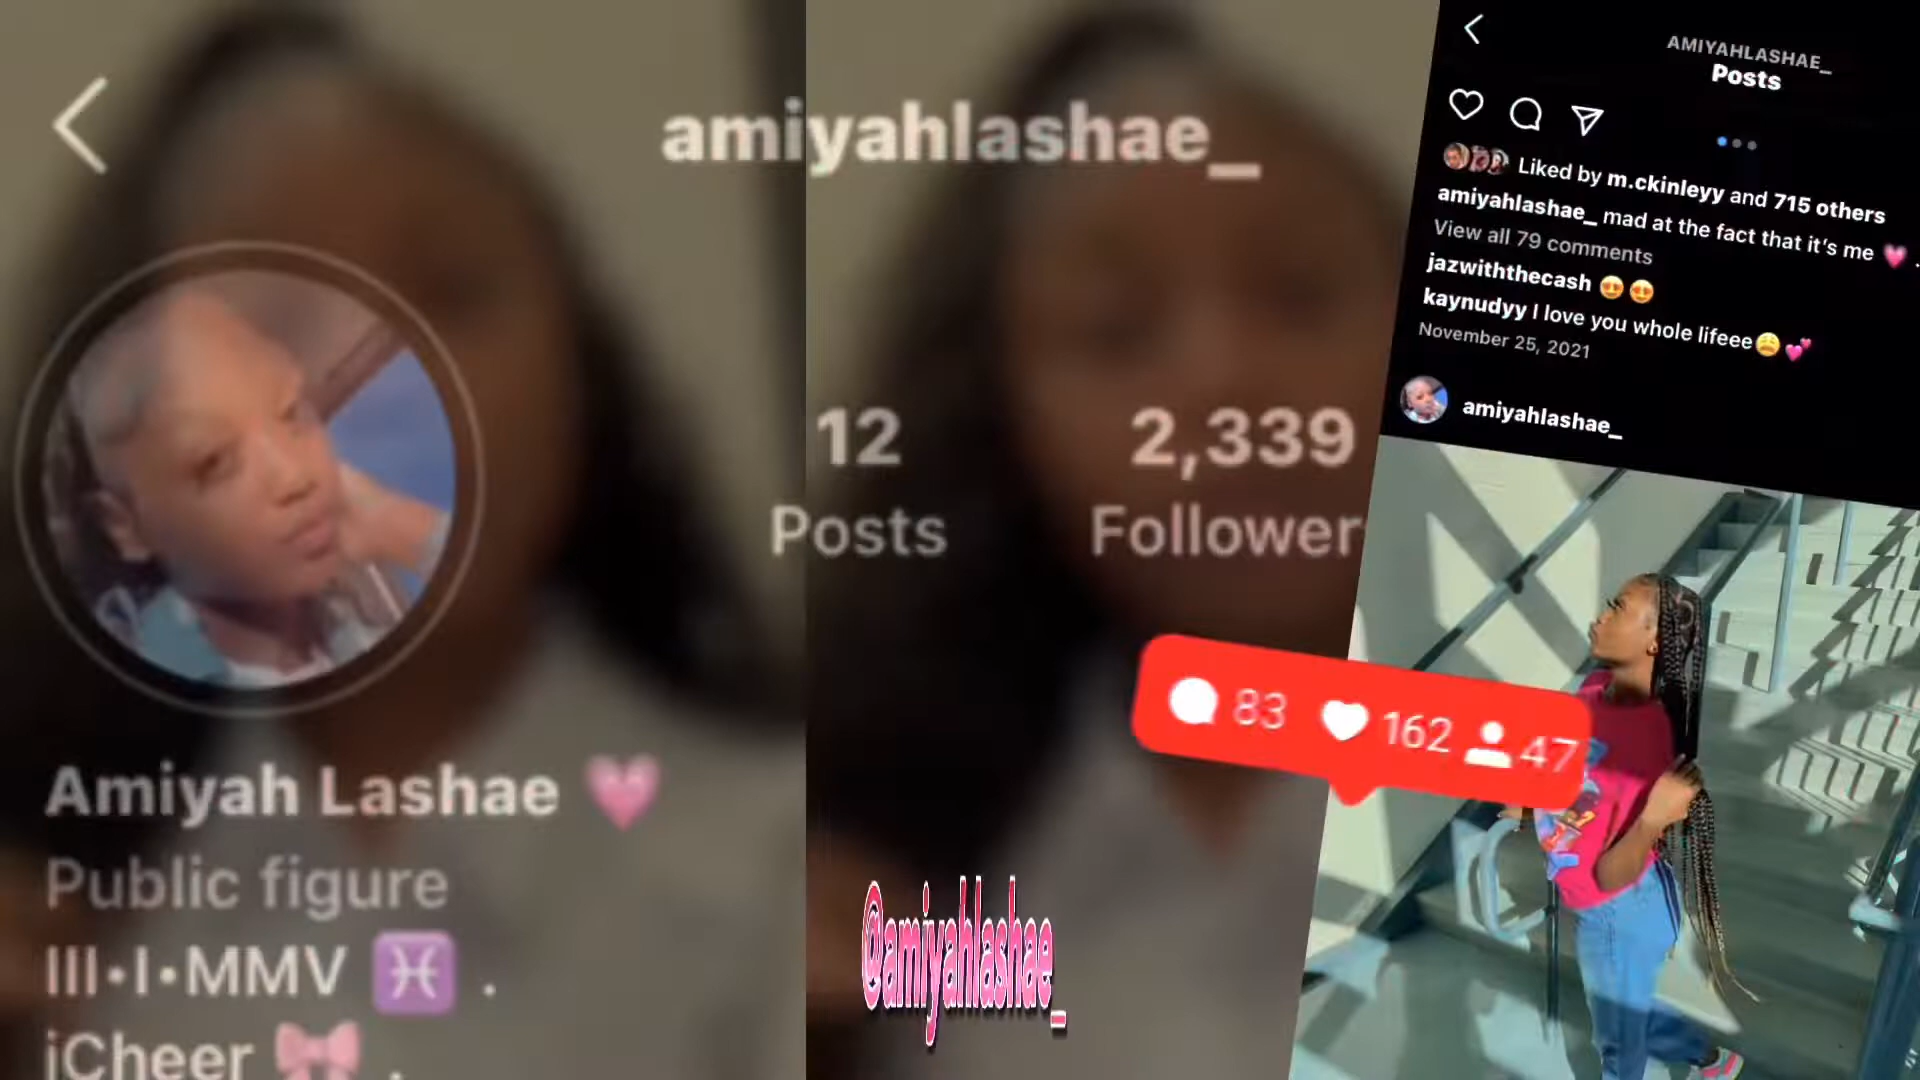 amiyahlashae_
12
Posts
2,339
Follower
Amiyah Lashae 💗
Public figure
III•I•MMV ♓ .
iCheer 🎀 .
@amiyahlashae_
83 162 47
AMIYAHLASHAE_
Posts
Liked by m.ckinleyy and 715 others
amiyahlashae_ mad at the fact that it's me 💗 .
View all 79 comments
jazwiththecash 😍😍
kaynudyy I love you whole lifeee😩💕
November 25, 2021
amiyahlashae_